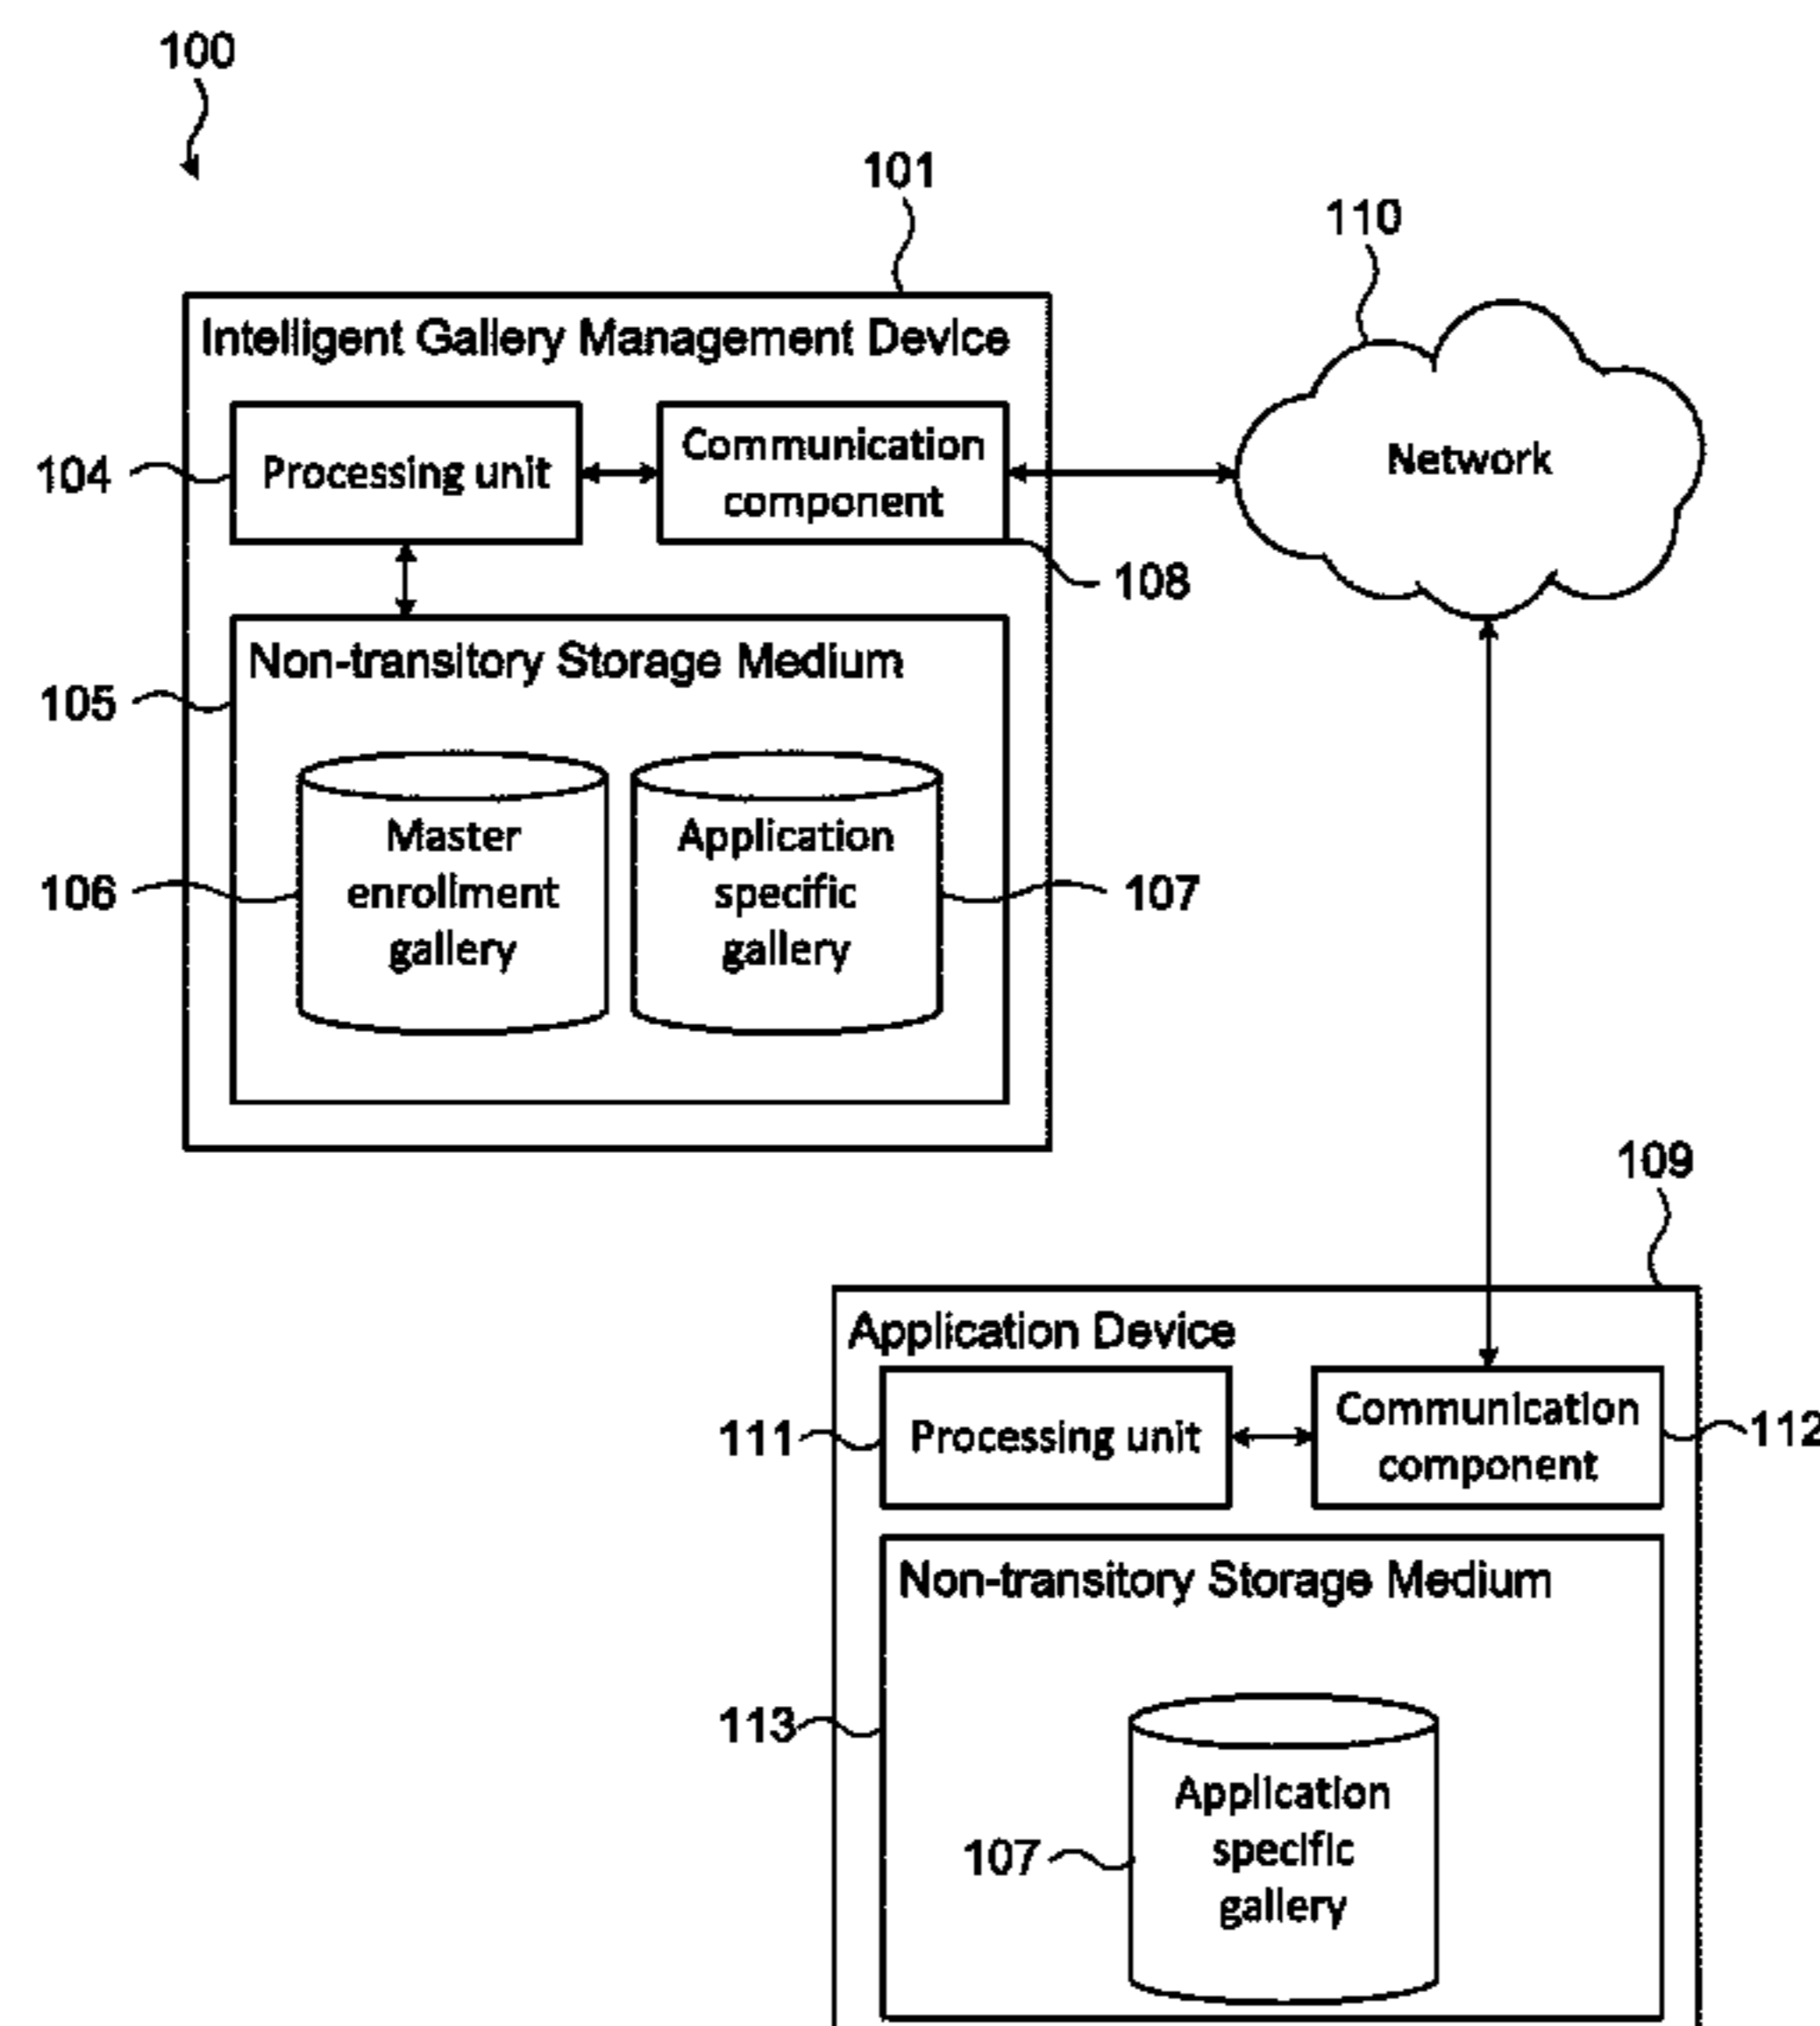 100
101
110
Intelligent Gallery Management Device
104
Processing unit
Communication
component
Network
108
Non-transitory Storage Medium
105
Master
enrollment
gallery
Application
specific
gallery
106
107
109
Application Device
111
Processing unit
Communication
component
112
Non-transitory Storage Medium
113
Application
specific
gallery
107